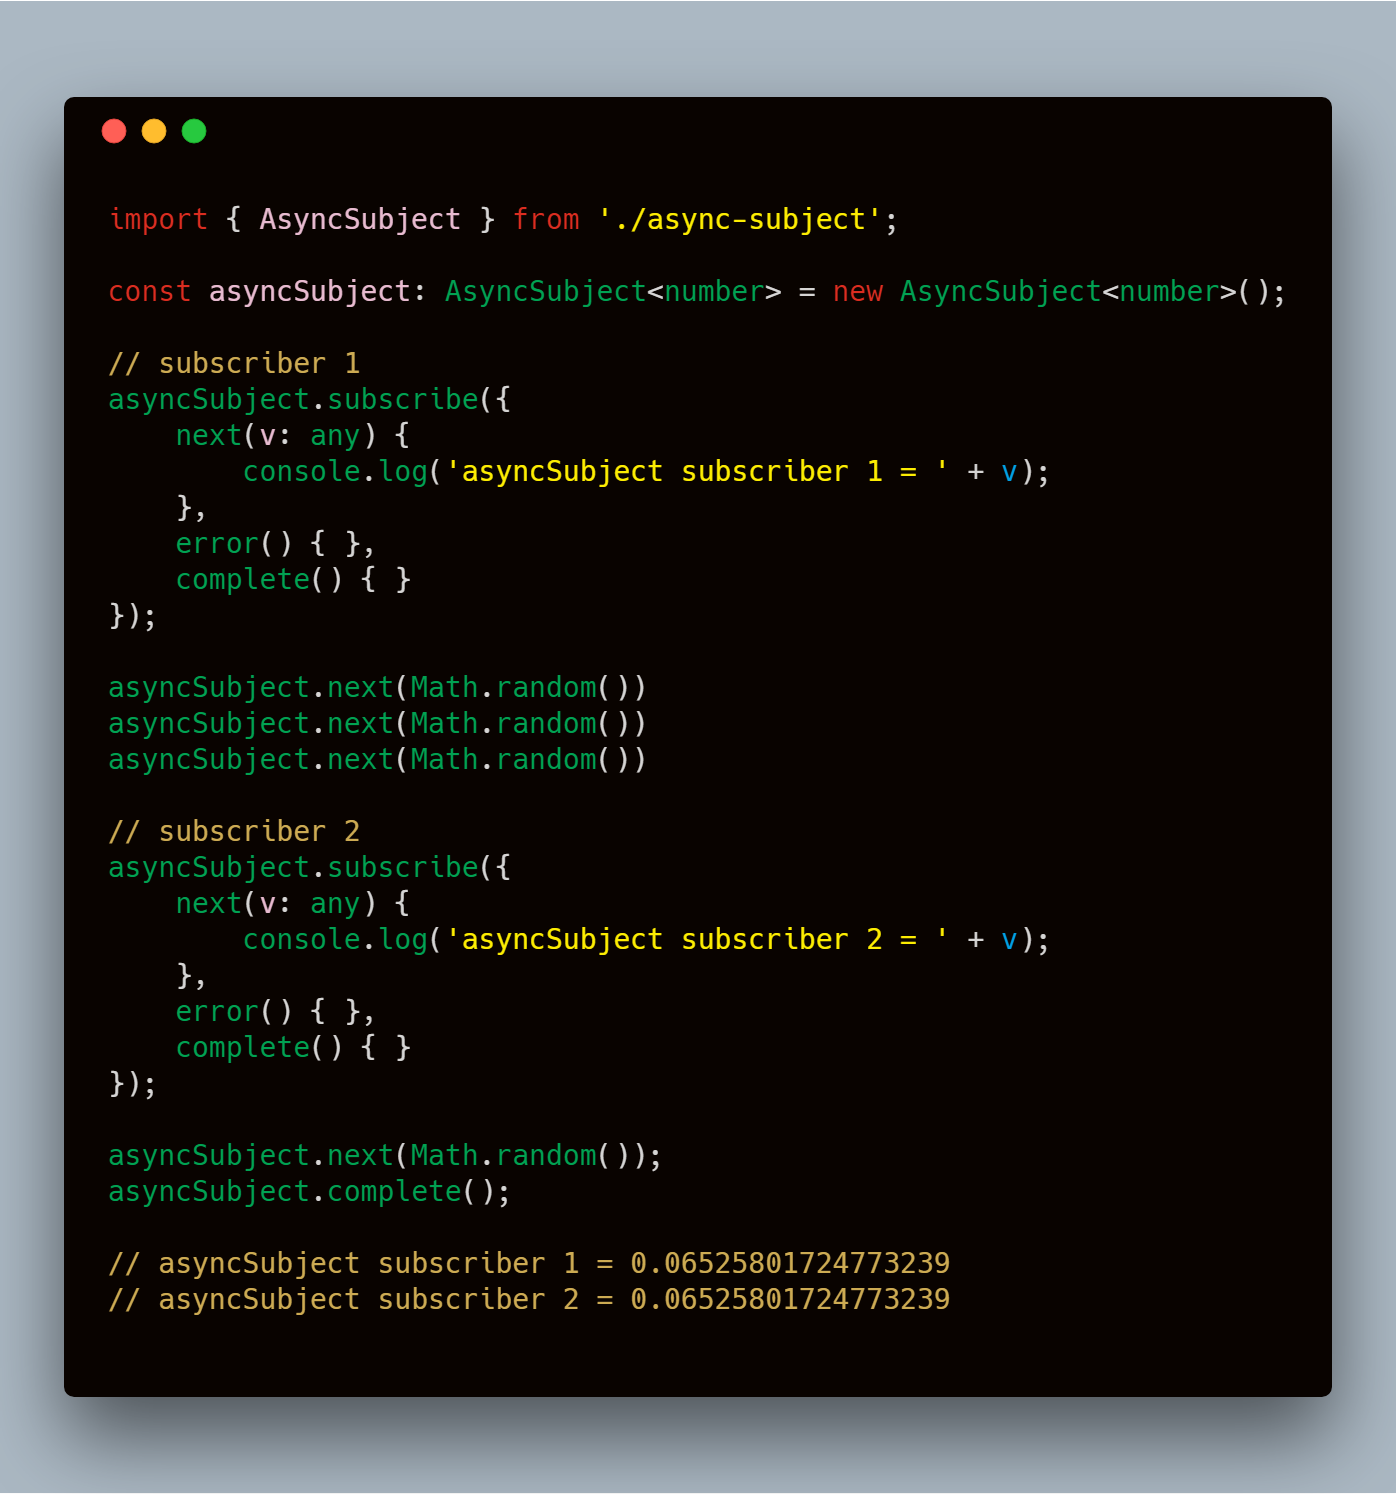 import { AsyncSubject } from './async-subject';

const asyncSubject: AsyncSubject<number> = new AsyncSubject<number>();

// subscriber 1
asyncSubject.subscribe({
    next(v: any) {
        console.log('asyncSubject subscriber 1 = ' + v);
    },
    error() { },
    complete() { }
});

asyncSubject.next(Math.random())
asyncSubject.next(Math.random())
asyncSubject.next(Math.random())

// subscriber 2
asyncSubject.subscribe({
    next(v: any) {
        console.log('asyncSubject subscriber 2 = ' + v);
    },
    error() { },
    complete() { }
});

asyncSubject.next(Math.random());
asyncSubject.complete();

// asyncSubject subscriber 1 = 0.06525801724773239
// asyncSubject subscriber 2 = 0.06525801724773239